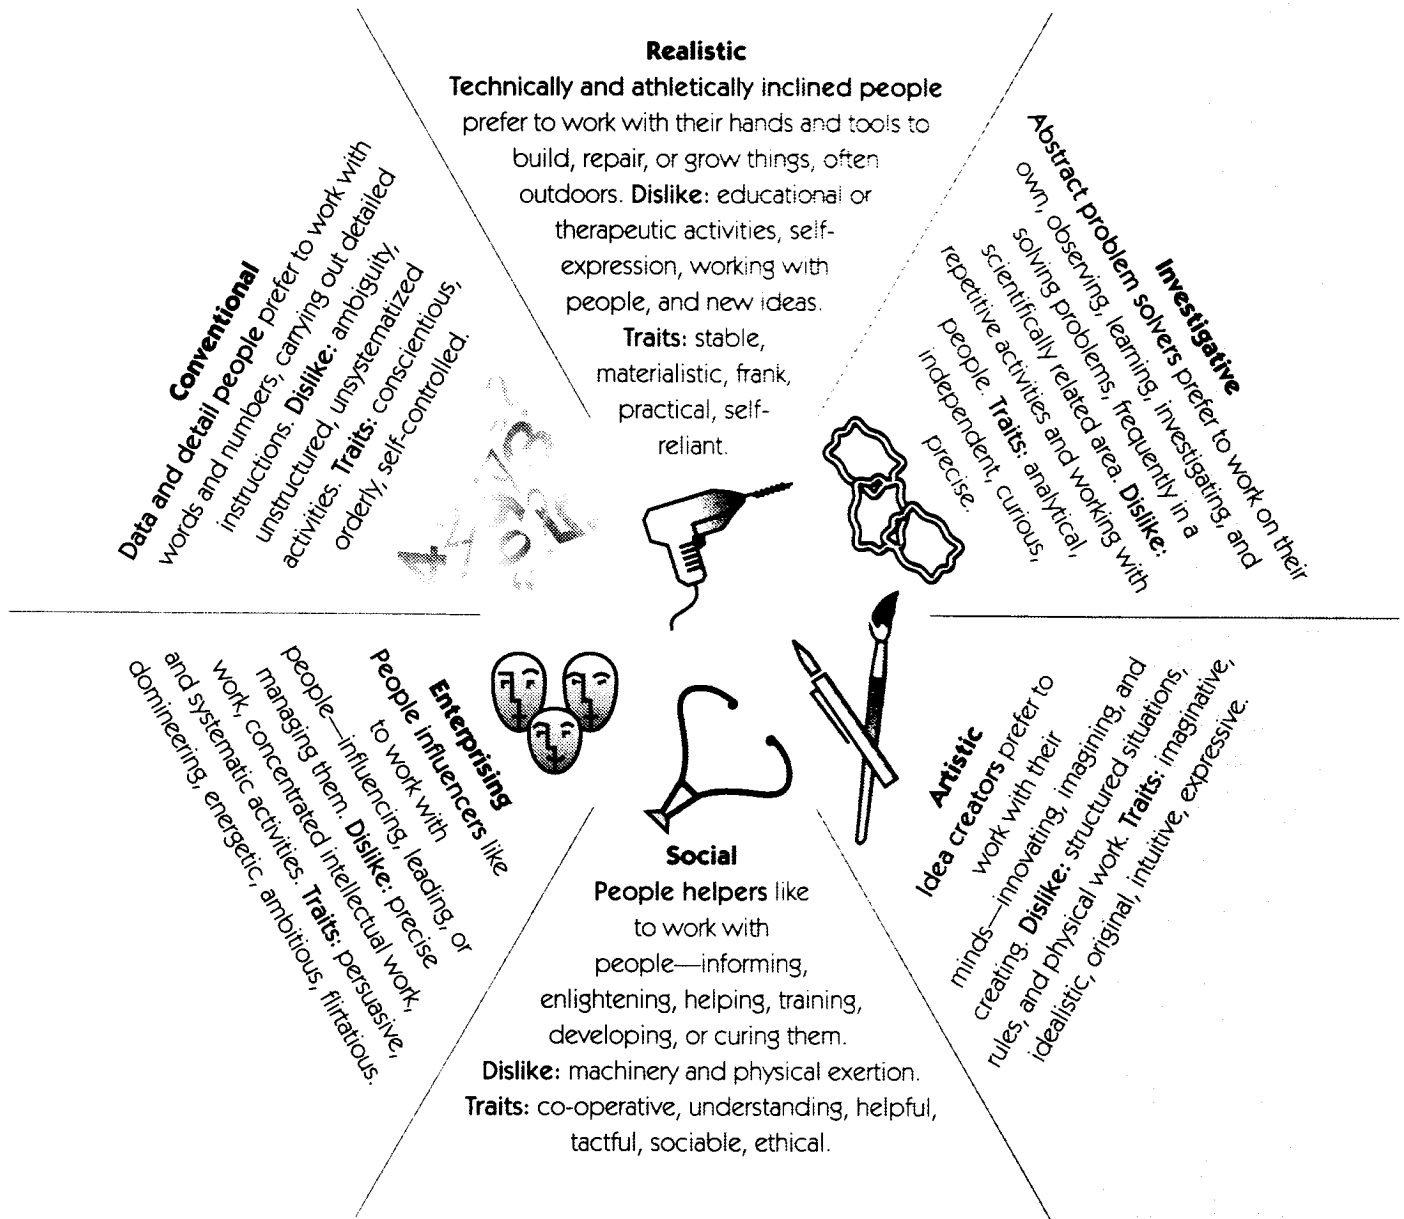 Realistic
Technically and athletically inclined people
prefer to work with their hands and tools to
build, repair, or grow things, often
outdoors. Dislike: educational or
therapeutic activities, self-
expression, working with
people, and new ideas.
Traits: stable,
materialistic, frank,
practical, self-
reliant.
Investigative
Abstract problem solvers prefer to work on their
own, observing, learning, investigating, and
solving problems, frequently in a
scientifically related area. Dislike:
repetitive activities and working with
people. Traits: analytical,
independent, curious,
precise.
Artistic
Idea creators prefer to
work with their
minds—innovating, imagining, and
creating. Dislike: structured situations,
rules, and physical work. Traits: imaginative,
idealistic, original, intuitive, expressive.
Social
People helpers like
to work with
people—informing,
enlightening, helping, training,
developing, or curing them.
Dislike: machinery and physical exertion.
Traits: co-operative, understanding, helpful,
tactful, sociable, ethical.
Enterprising
People influencers like
to work with
people—influencing, leading, or
managing them. Dislike: precise
work, concentrated intellectual work,
and systematic activities. Traits: persuasive,
domineering, energetic, ambitious, flirtatious.
Conventional
Data and detail people prefer to work with
words and numbers, carrying out detailed
instructions. Dislike: ambiguity,
unstructured, unsystematized
activities. Traits: conscientious,
orderly, self-controlled.